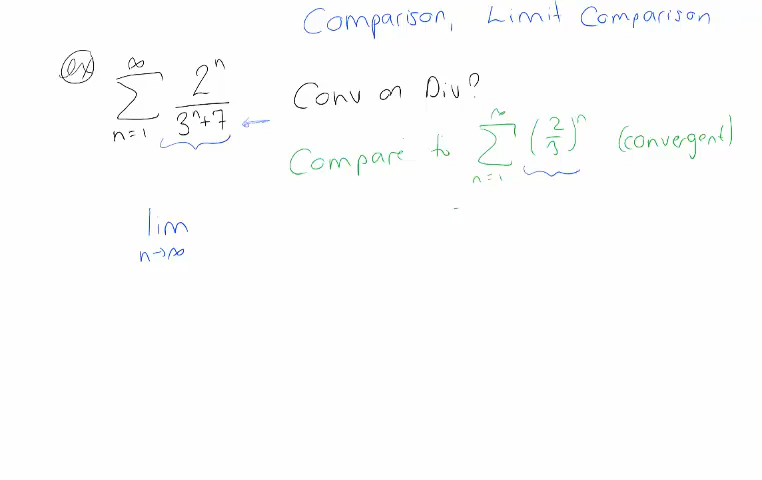 Comparison, Limit Comparison
ex ∞ Σ n=1 2^n / 3^n+7 ← Conv or Div?
Compare to ∞ Σ n=1 (2/3)^n (convergent)
lim n→∞